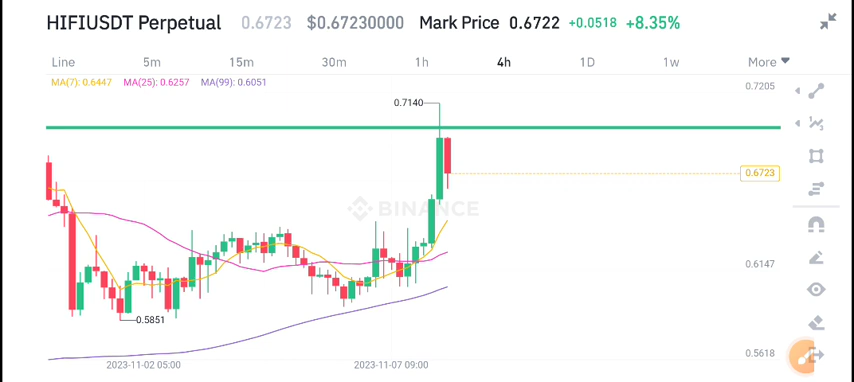 HIFIUSDT Perpetual 0.6723 $0.67230000 Mark Price 0.6722 +0.0518 +8.35%
Line 5m 15m 30m 1h 4h 1D 1w More
MA(7): 0.6447 MA(25): 0.6257 MA(99): 0.6051
0.7205
0.7140
0.6723
BINANCE
0.6147
0.5851
0.5618
2023-11-02 05:00 2023-11-07 09:00